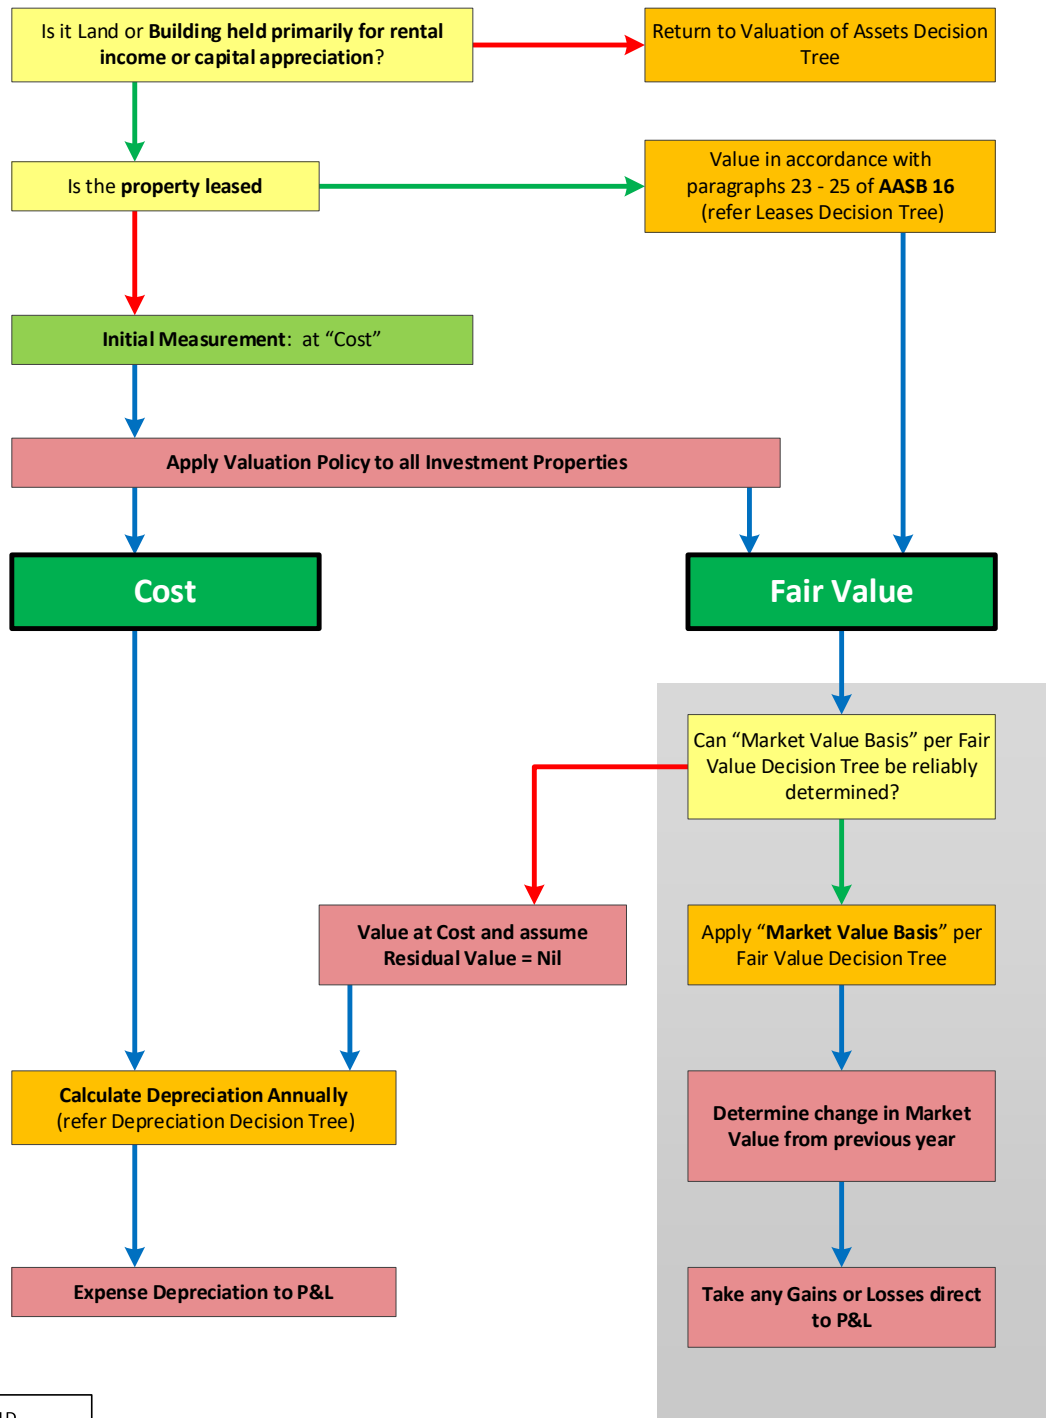 Is it Land or Building held primarily for rental
income or capital appreciation?
Return to Valuation of Assets Decision
Tree
Is the property leased
Value in accordance with
paragraphs 23 - 25 of AASB 16
(refer Leases Decision Tree)
Initial Measurement:  at “Cost”
Apply Valuation Policy to all Investment Properties
Cost
Fair Value
Can “Market Value Basis” per Fair
Value Decision Tree be reliably
determined?
Value at Cost and assume
Residual Value = Nil
Apply “Market Value Basis” per
Fair Value Decision Tree
Calculate Depreciation Annually
(refer Depreciation Decision Tree)
Determine change in Market
Value from previous year
Expense Depreciation to P&L
Take any Gains or Losses direct
to P&L